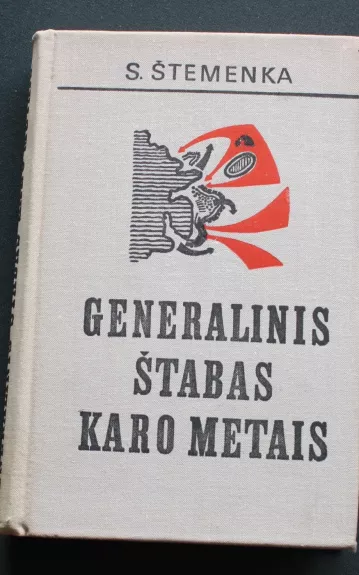 S. ŠTEMENKA
GENERALINIS
ŠTABAS
KARO METAIS